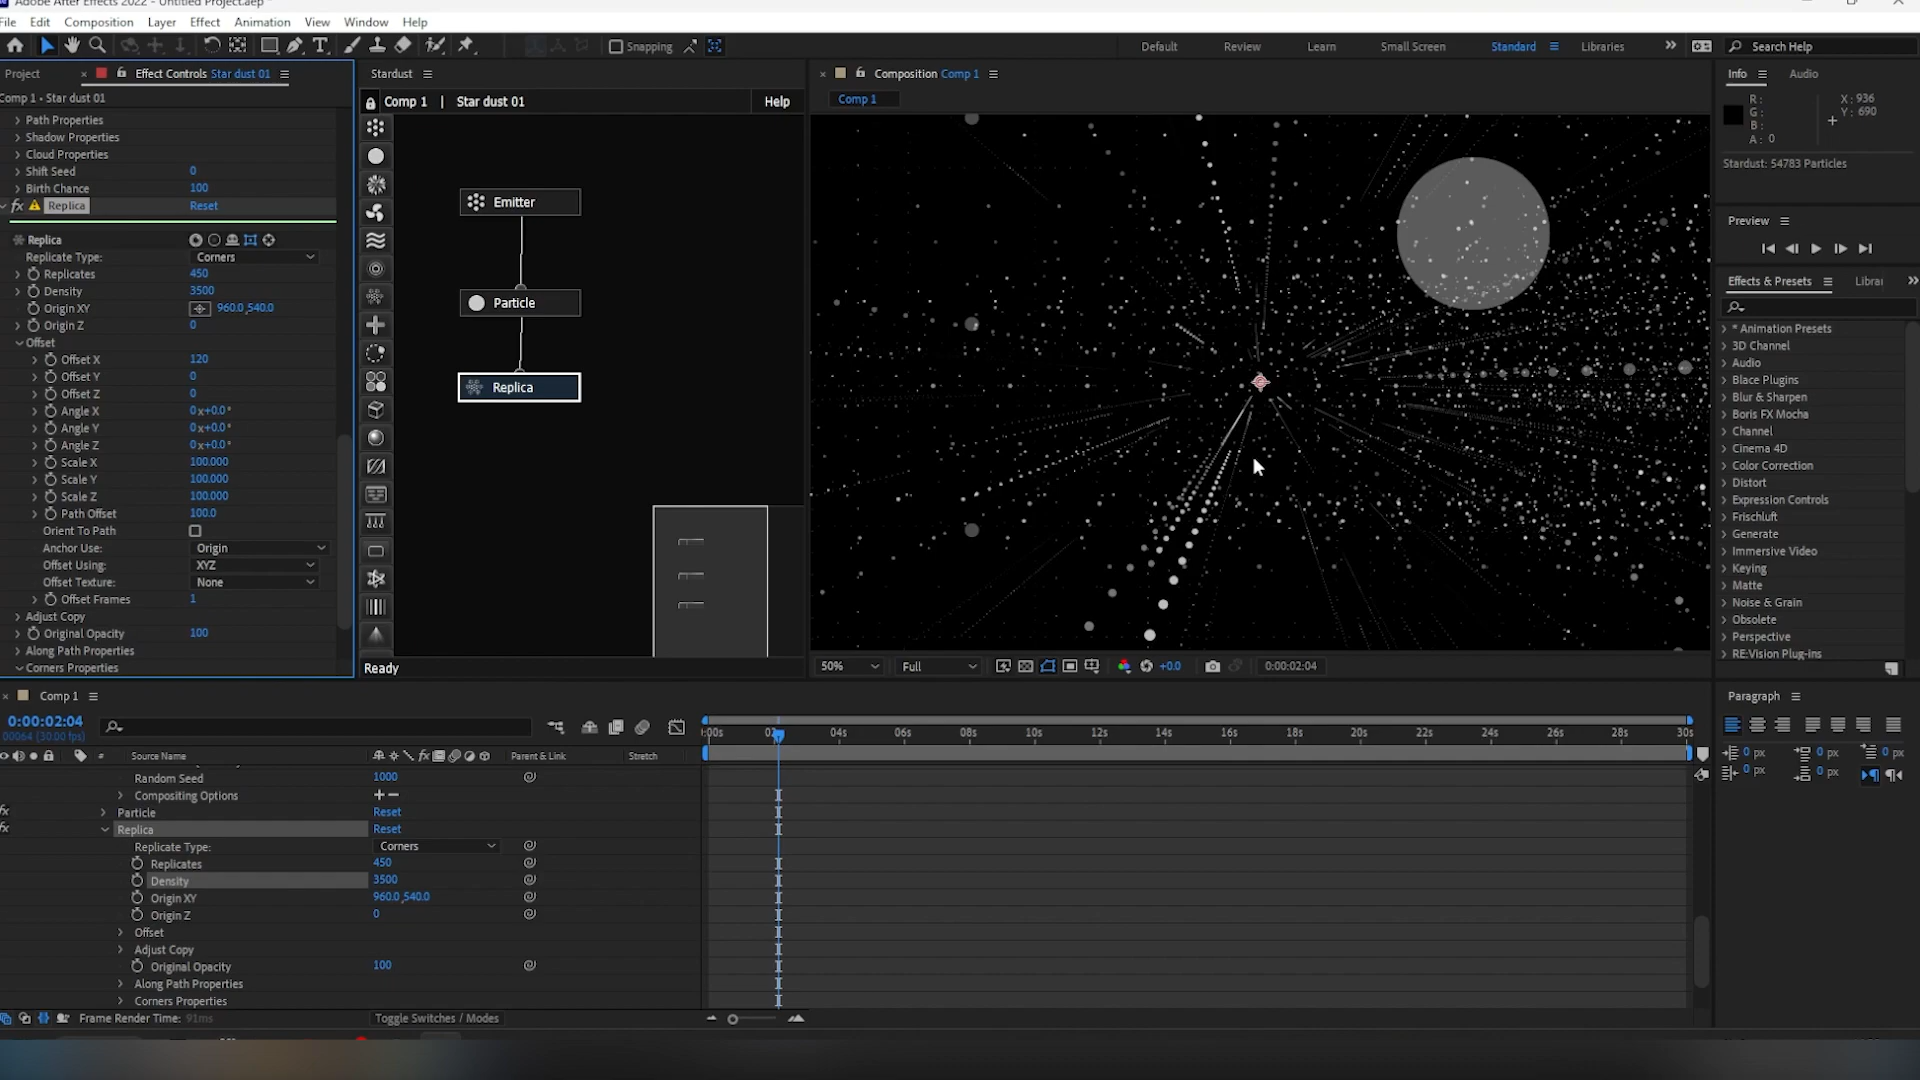 Adobe After Effects 2022 - Untitled Project.aep *
File Edit Composition Layer Effect Animation View Window Help
Snapping
Default Review Learn Small Screen Standard Libraries Search Help
Project Effect Controls Star dust 01
Comp 1 • Star dust 01
Path Properties
Shadow Properties
Cloud Properties
Shift Seed 0
Birth Chance 100
fx Replica Reset
Replica
Replicate Type: Corners
Replicates 450
Density 3500
Origin XY 960.0,540.0
Origin Z 0
Offset
Offset X 120
Offset Y 0
Offset Z 0
Angle X 0x+0.0°
Angle Y 0x+0.0°
Angle Z 0x+0.0°
Scale X 100.000
Scale Y 100.000
Scale Z 100.000
Path Offset 100.0
Orient To Path
Anchor Use: Origin
Offset Using: XYZ
Offset Texture: None
Offset Frames 1
Adjust Copy
Original Opacity 100
Along Path Properties
Corners Properties
Stardust
Comp 1 | Star dust 01 Help
Emitter
Particle
Replica
Ready
Composition Comp 1
Comp 1
50% Full +0.0 0:00:02:04
Info Audio
R:
G:
B:
A: 0
X: 936
Y: 690
Stardust: 54783 Particles
Preview
Effects & Presets
* Animation Presets
3D Channel
Audio
Blace Plugins
Blur & Sharpen
Boris FX Mocha
Channel
Cinema 4D
Color Correction
Distort
Expression Controls
Frischluft
Generate
Immersive Video
Keying
Matte
Noise & Grain
Obsolete
Perspective
RE:Vision Plug-ins
Paragraph
0 px 0 px 0 px
0 px 0 px
Comp 1
0:00:02:04
00064 (30.00 fps)
:00s 04s 06s 08s 10s 12s 14s 16s 18s 20s 22s 24s 26s 28s 30s
# Source Name fx Parent & Link Stretch
Random Seed 1000
Compositing Options + −
fx Particle Reset
fx Replica Reset
Replicate Type: Corners
Replicates 450
Density 3500
Origin XY 960.0,540.0
Origin Z 0
Offset
Adjust Copy
Original Opacity 100
Along Path Properties
Corners Properties
Frame Render Time: 91ms Toggle Switches / Modes